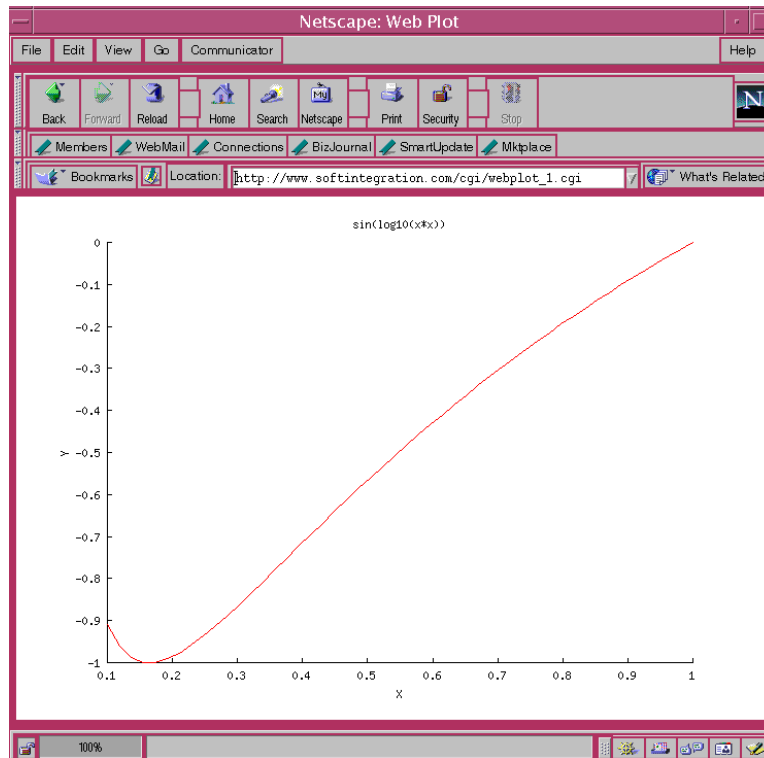 Netscape: Web Plot
File Edit View Go Communicator Help
Back Forward Reload Home Search Netscape Print Security Stop
My
N
Members WebMail Connections BizJournal SmartUpdate Mktplace
Bookmarks Location: http://www.softintegration.com/cgi/webplot_1.cgi What's Related
sin(log10(x*x))
0
-0.1
-0.2
-0.3
-0.4
Y -0.5
-0.6
-0.7
-0.8
-0.9
-1
0.1 0.2 0.3 0.4 0.5 0.6 0.7 0.8 0.9 1
X
100%